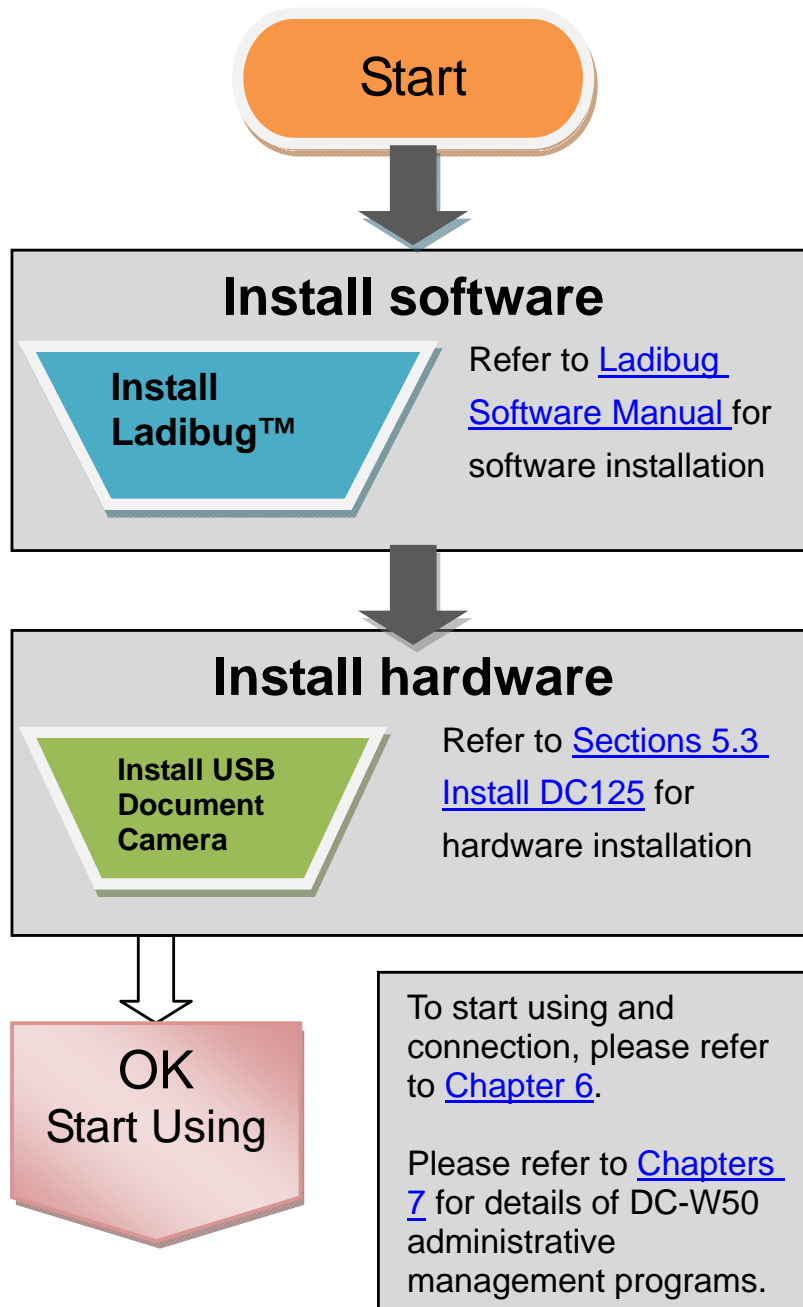 Start
Install software
Install
Ladibug™
Refer to Ladibug
Software Manual for
software installation
Install hardware
Install USB
Document
Camera
Refer to Sections 5.3
Install DC125 for
hardware installation
OK
Start Using
To start using and
connection, please refer
to Chapter 6.
Please refer to Chapters
7 for details of DC-W50
administrative
management programs.